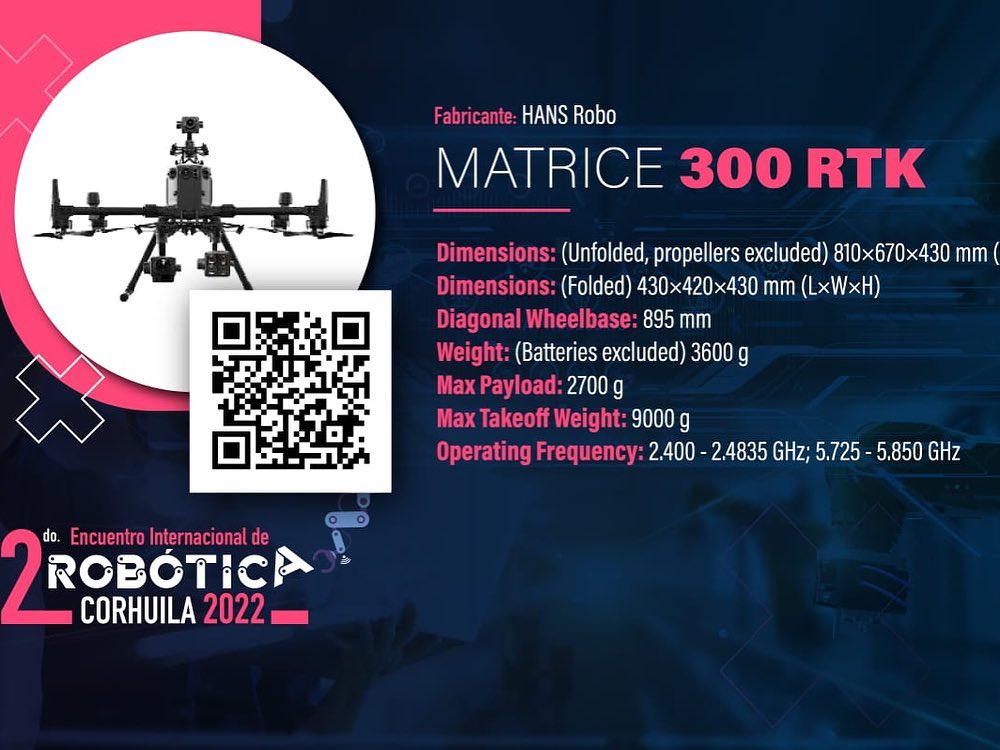 Fabricante: HANS Robo
MATRICE 300 RTK
Dimensions: (Unfolded, propellers excluded) 810×670×430 mm (
Dimensions: (Folded) 430×420×430 mm (L×W×H)
Diagonal Wheelbase: 895 mm
Weight: (Batteries excluded) 3600 g
Max Payload: 2700 g
Max Takeoff Weight: 9000 g
Operating Frequency: 2.400 - 2.4835 GHz; 5.725 - 5.850 GHz
2do. Encuentro Internacional de
ROBÓTICA
CORHUILA 2022